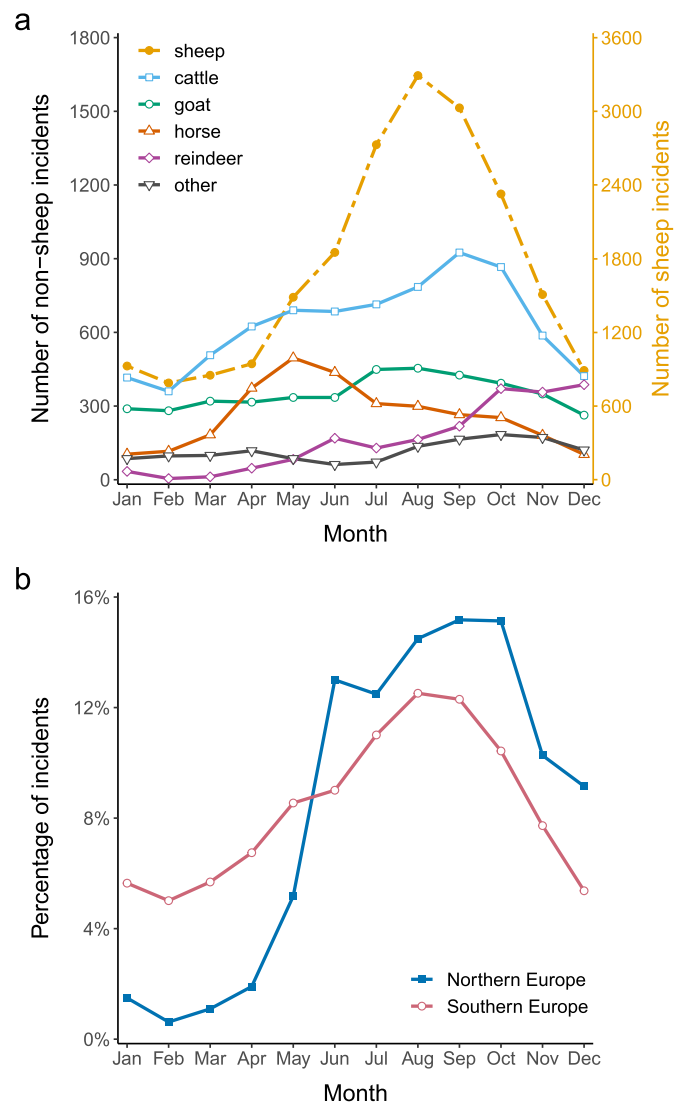 a
Number of non−sheep incidents
1800
1500
1200
900
600
300
0
sheep
cattle
goat
horse
reindeer
other
3600
3000
2400
1800
1200
600
0
Number of sheep incidents
Jan Feb Mar Apr May Jun Jul Aug Sep Oct Nov Dec
Month
b
Percentage of incidents
16%
12%
8%
4%
0%
Northern Europe
Southern Europe
Jan Feb Mar Apr May Jun Jul Aug Sep Oct Nov Dec
Month